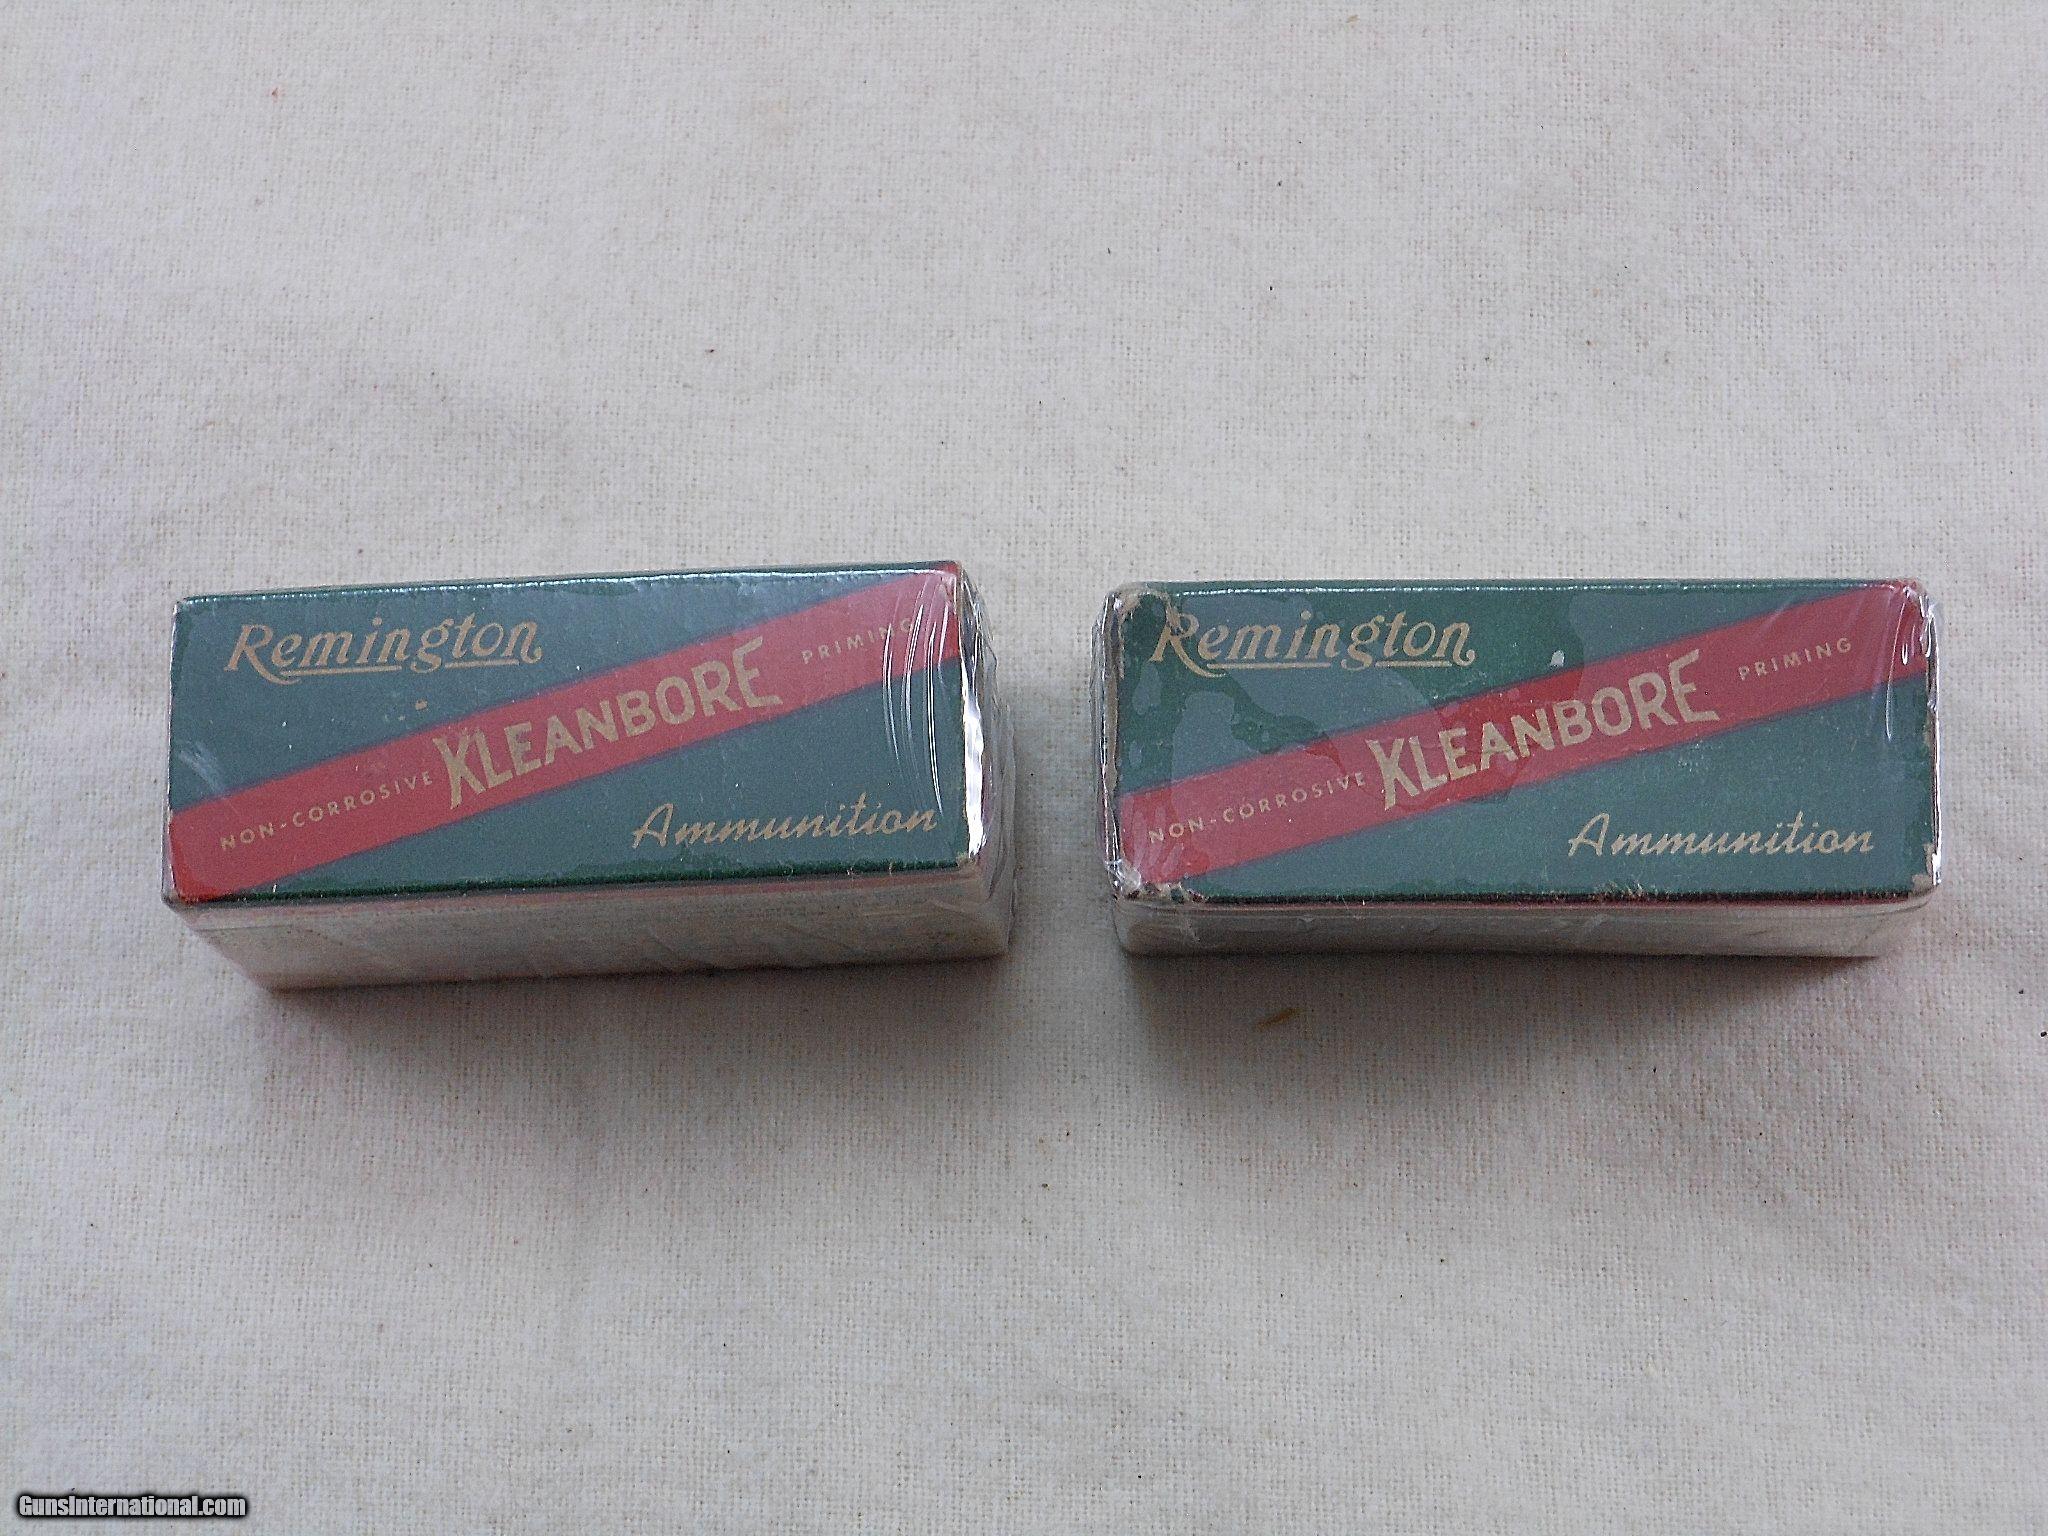 Remington
NON-CORROSIVE KLEANBORE PRIMING
Ammunition
Remington
NON-CORROSIVE KLEANBORE PRIMING
Ammunition
GunsInternational.com